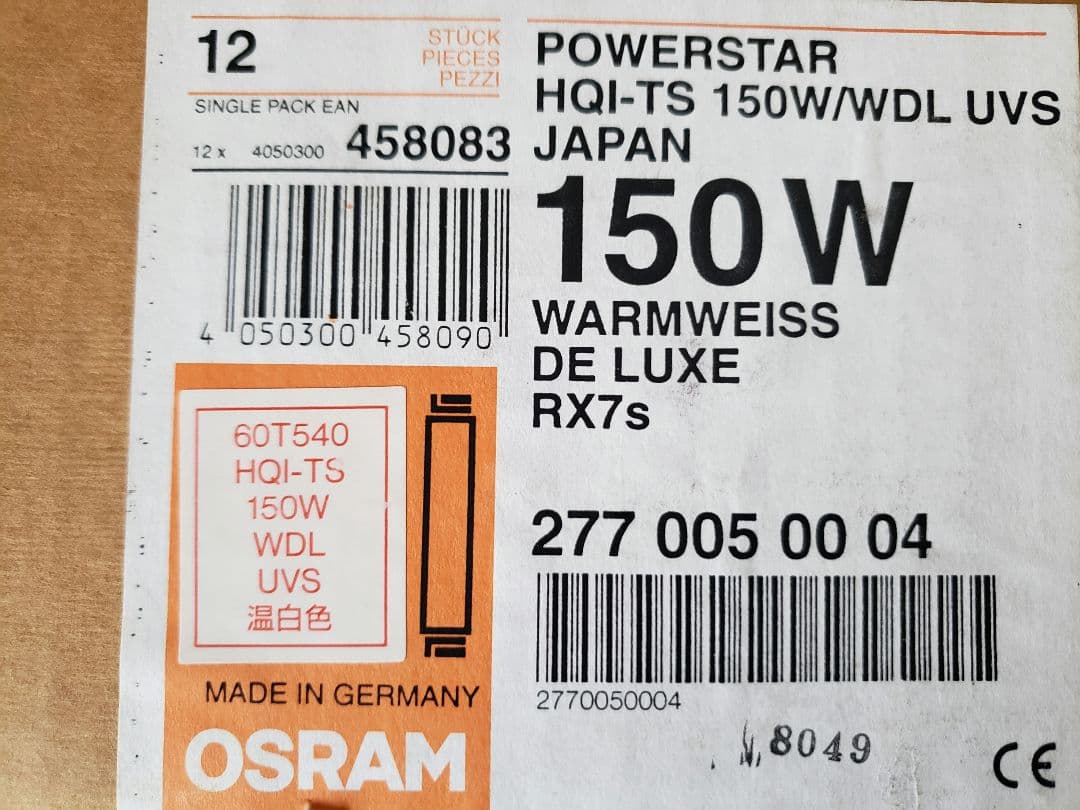 12
STÜCK
PIECES
PEZZI
SINGLE PACK EAN
12 x 4050300 458083
4 050300 458090
60T540
HQI-TS
150W
WDL
UVS
温白色
MADE IN GERMANY
OSRAM
POWERSTAR
HQI-TS 150W/WDL UVS
JAPAN
150 W
WARMWEISS
DE LUXE
RX7s
277 005 00 04
2770050004
8049
CE